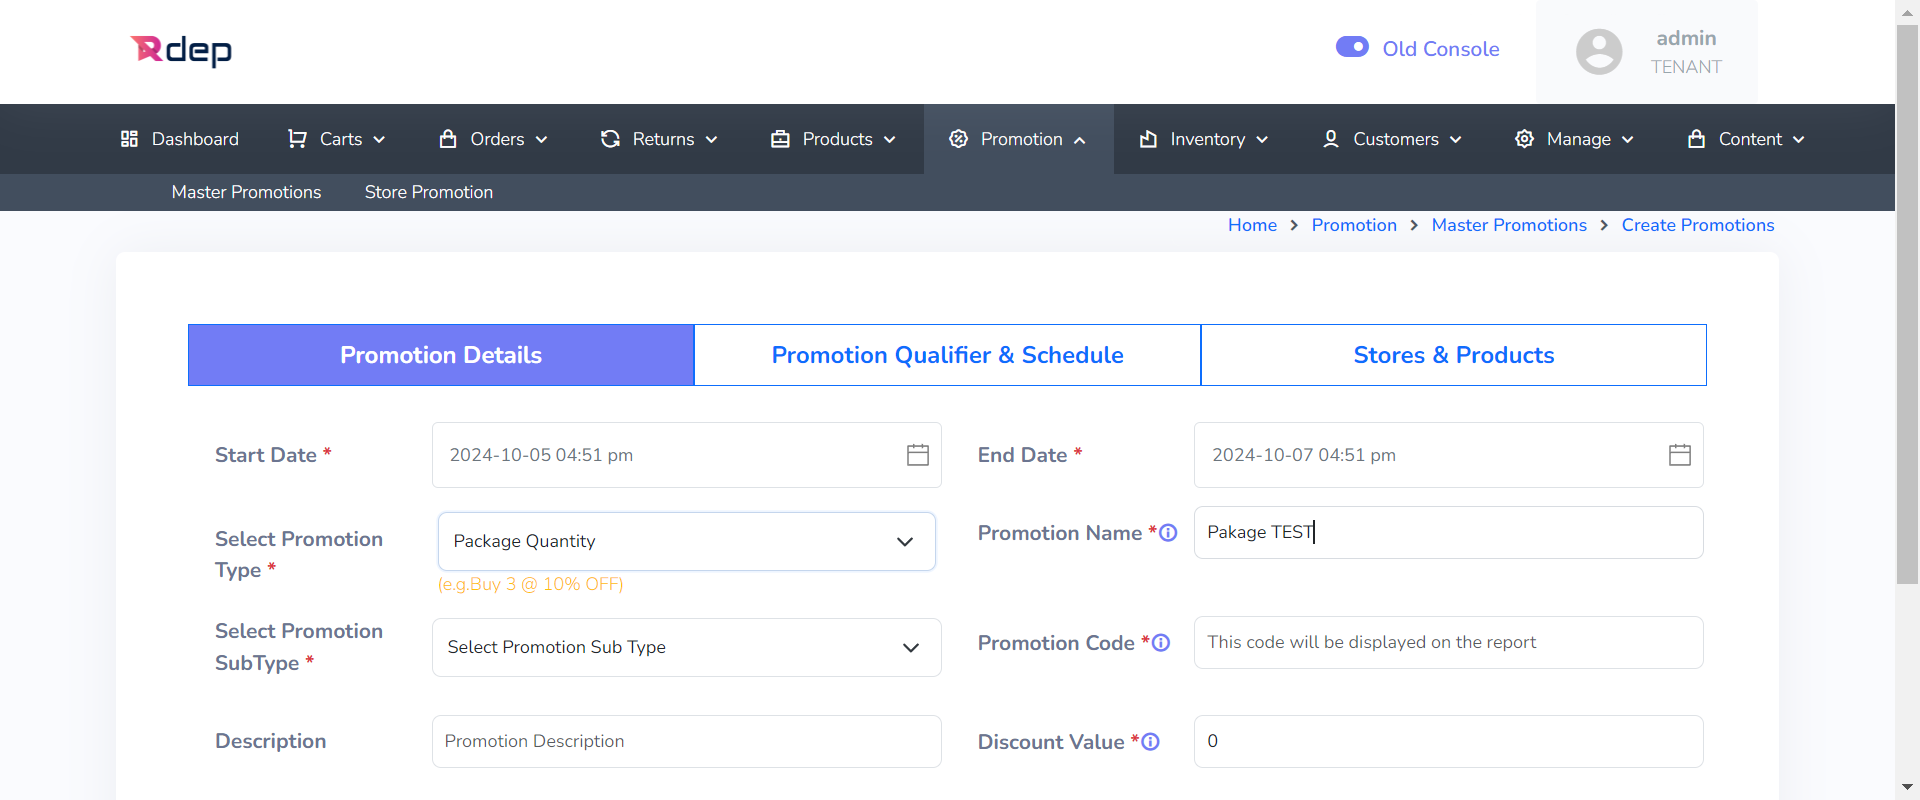 Rdep
Old Console
admin
TENANT
Dashboard Carts Orders Returns Products Promotion Inventory Customers Manage Content
Master Promotions Store Promotion
Home > Promotion > Master Promotions > Create Promotions
Promotion Details Promotion Qualifier & Schedule Stores & Products
Start Date * 2024-10-05 04:51 pm End Date * 2024-10-07 04:51 pm
Select Promotion
Type *
Package Quantity
(e.g.Buy 3 @ 10% OFF)
Promotion Name * Pakage TEST
Select Promotion
SubType *
Select Promotion Sub Type
Promotion Code * This code will be displayed on the report
Description Promotion Description Discount Value * 0